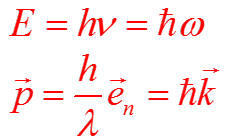 E = hν = ħω
p⃗ = h/λ e⃗ₙ = ħk⃗